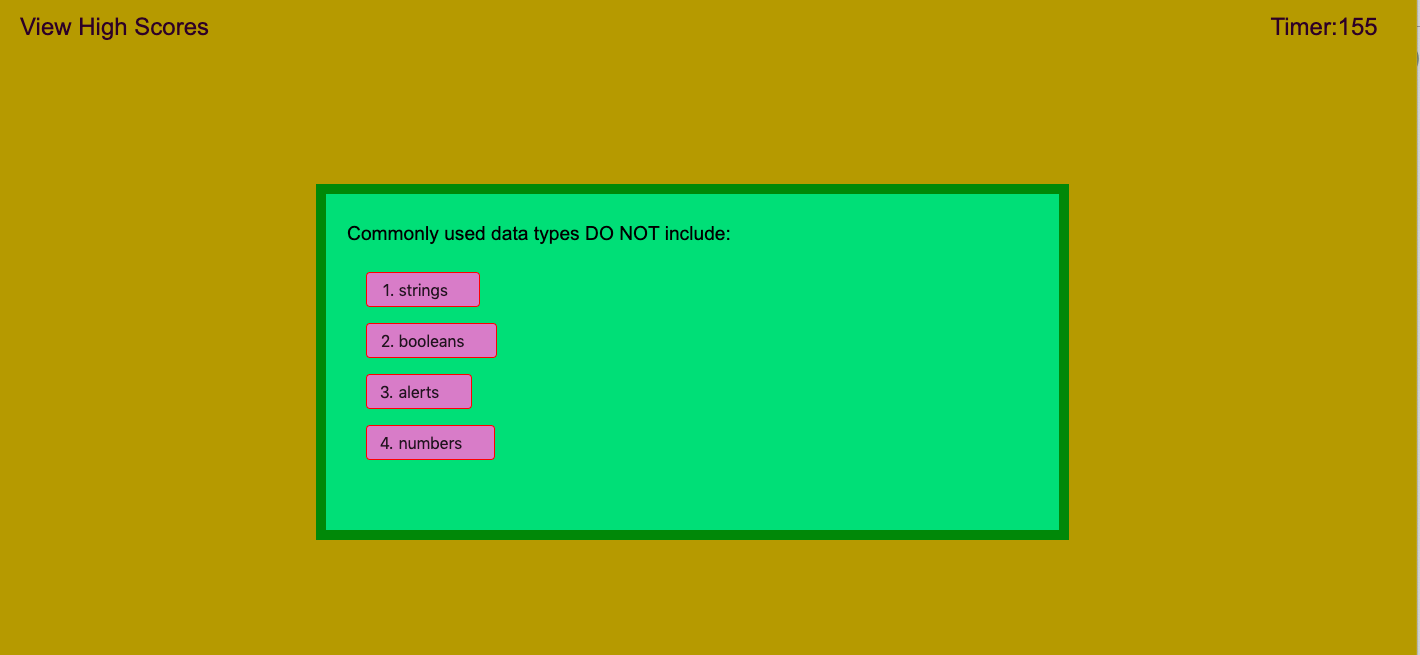 View High Scores
Timer:155
Commonly used data types DO NOT include:
1. strings
2. booleans
3. alerts
4. numbers